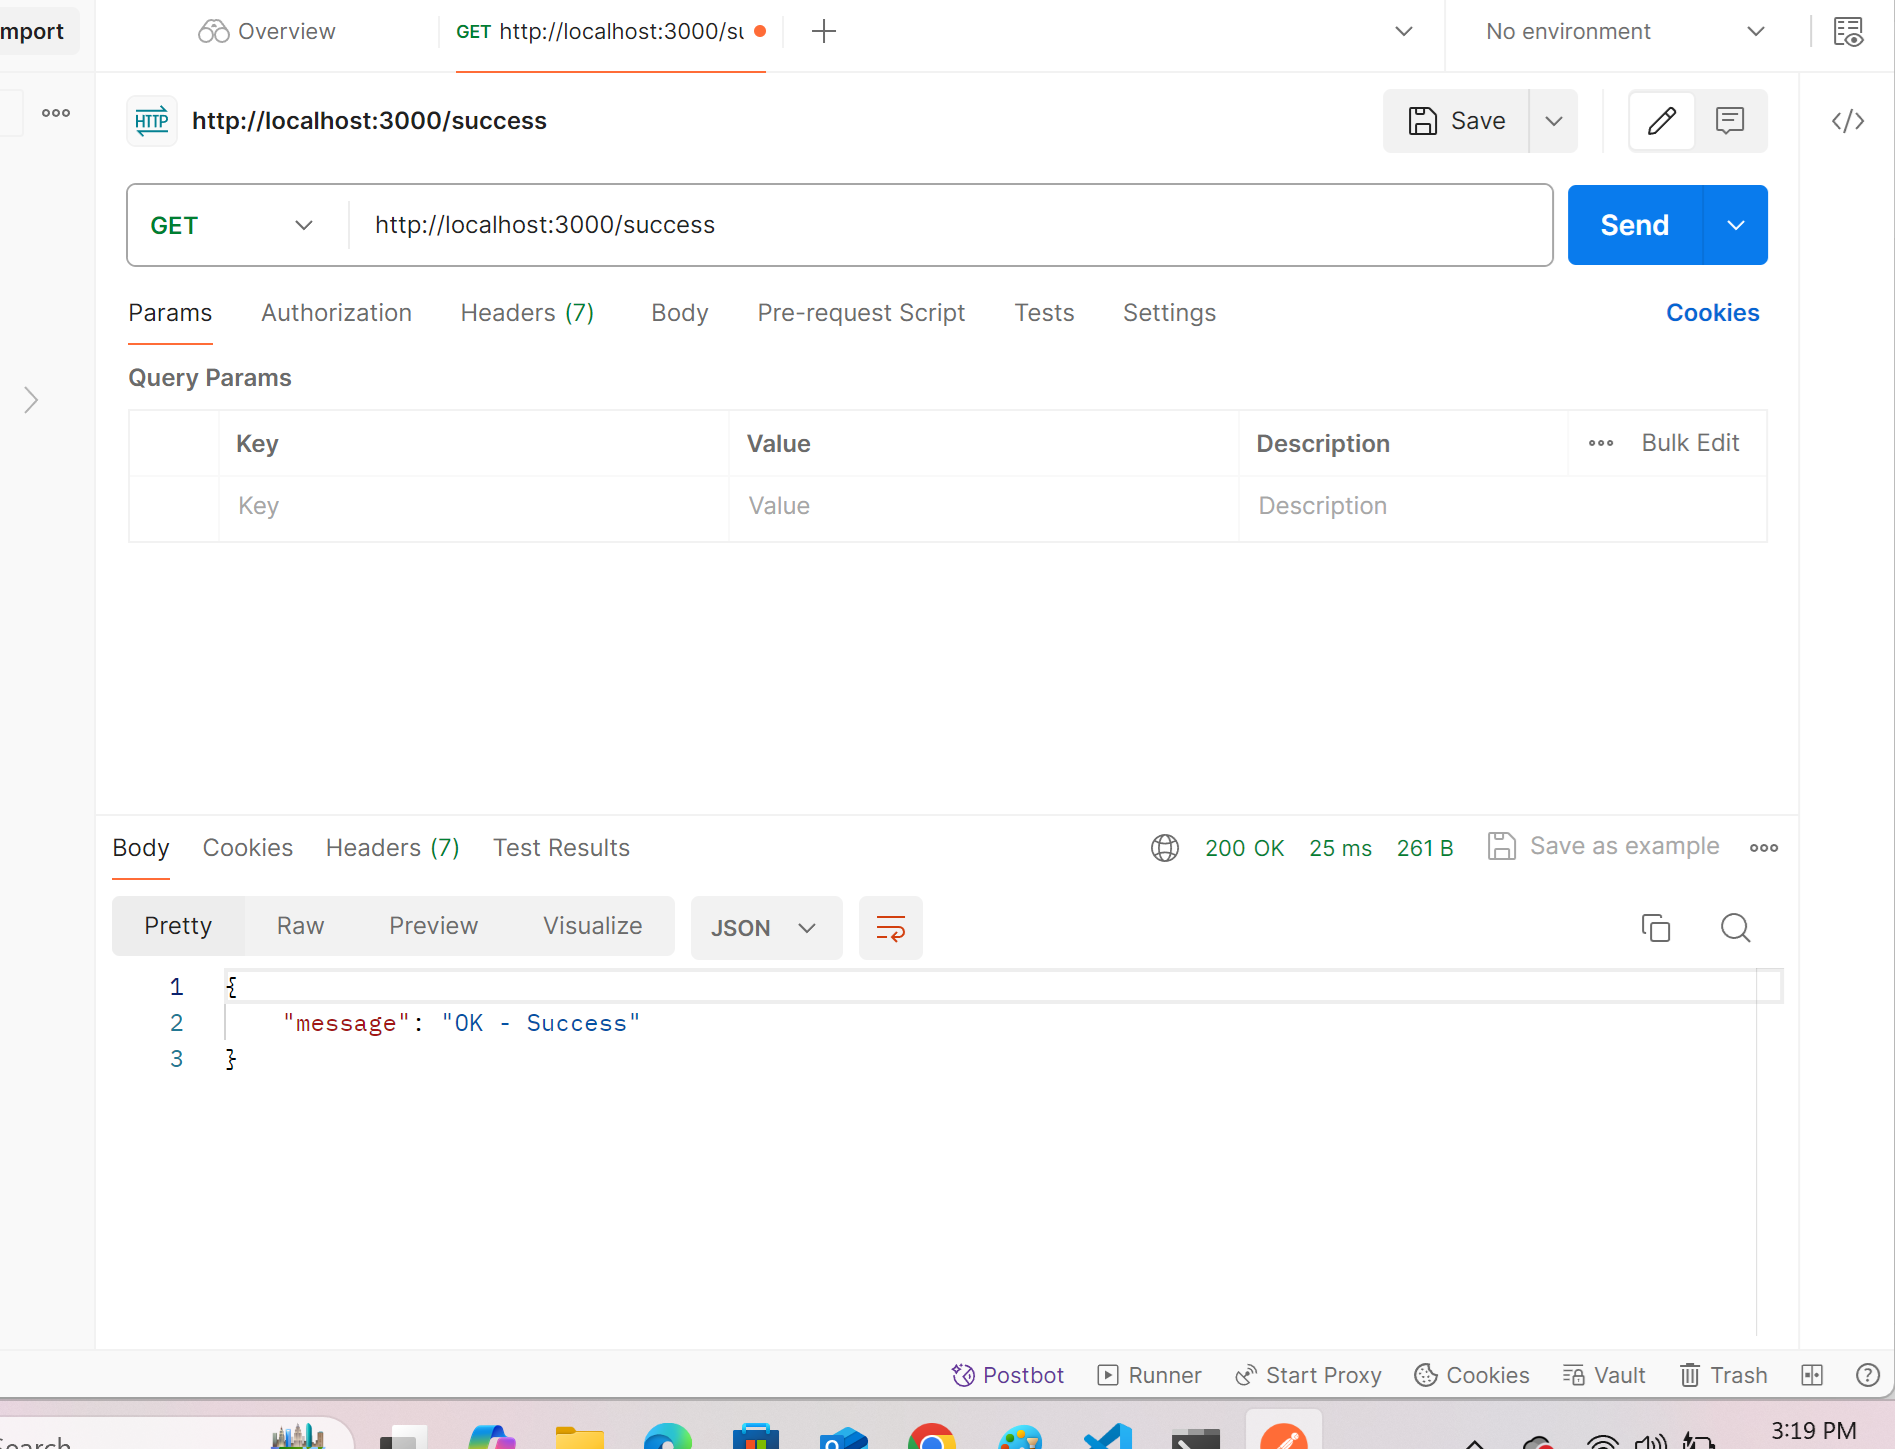 mport
Overview
GET http://localhost:3000/su
No environment
HTTP
http://localhost:3000/success
Save
GET
http://localhost:3000/success
Send
Params
Authorization
Headers (7)
Body
Pre-request Script
Tests
Settings
Cookies
Query Params
Key
Value
Description
Bulk Edit
Key
Value
Description
Body
Cookies
Headers (7)
Test Results
200 OK
25 ms
261 B
Save as example
Pretty
Raw
Preview
Visualize
JSON
1 {
2 "message": "OK - Success"
3 }
Postbot
Runner
Start Proxy
Cookies
Vault
Trash
earch
3:19 PM